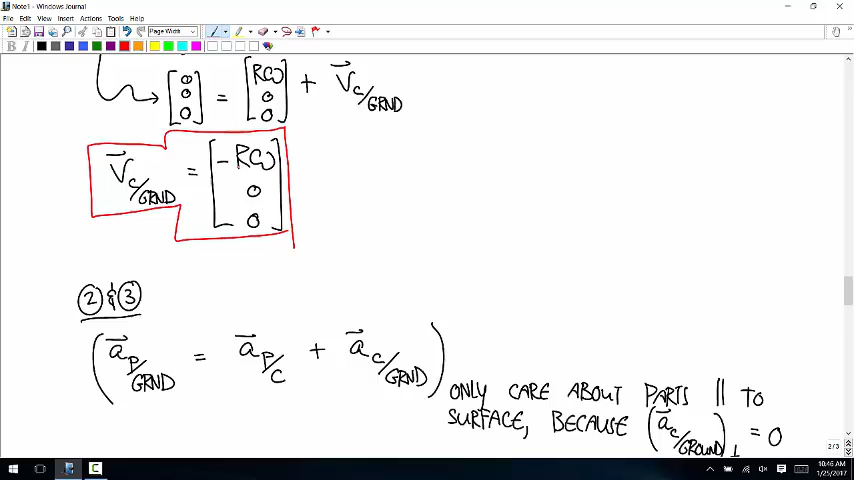 Note1 - Windows Journal
File Edit View Insert Actions Tools Help
Page Width
B I
[0 0 0] = [Rω 0 0] + V⃗ C/GRND
V⃗ C/GRND = [-Rω 0 0]
② & ③
(a⃗ P/GRND = a⃗ P/C + a⃗ C/GRND)
ONLY CARE ABOUT PARTS || TO
SURFACE, BECAUSE (a⃗ C/GROUND)⊥ = 0
2/3
10:46 AM
1/25/2017